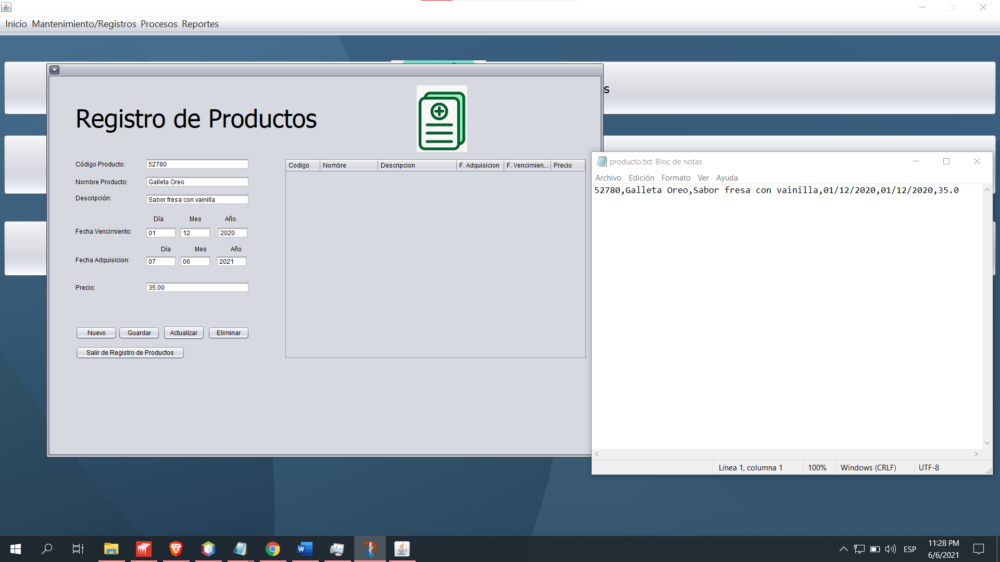 Inicio Mantenimiento/Registros Procesos Reportes
s
Registro de Productos
Código Producto: 52780
Nombre Producto: Galleta Oreo
Descripción: Sabor fresa con vainilla
Día Mes Año
Fecha Vencimiento: 01 12 2020
Día Mes Año
Fecha Adquisicion: 07 06 2021
Precio: 35.00
Nuevo Guardar Actualizar Eliminar
Salir de Registro de Productos
Codigo Nombre Descripcion F. Adquisicion F. Vencimien... Precio
producto.txt: Bloc de notas
Archivo Edición Formato Ver Ayuda
52780,Galleta Oreo,Sabor fresa con vainilla,01/12/2020,01/12/2020,35.0
Línea 1, columna 1 100% Windows (CRLF) UTF-8
W
ESP
11:28 PM
6/6/2021